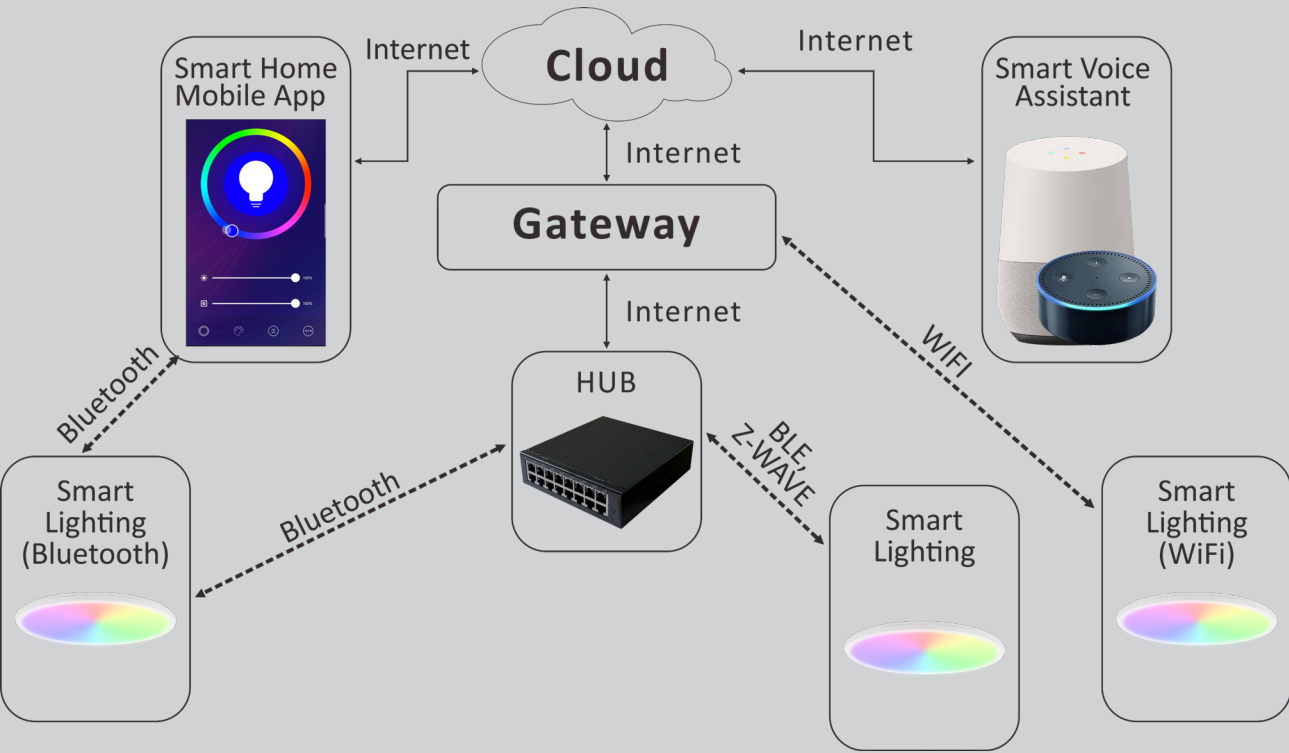 Internet
Cloud
Internet
Smart Home
Mobile App
Smart Voice
Assistant
Internet
Gateway
Internet
WIFI
Bluetooth
HUB
BLE,
Z-WAVE
Bluetooth
Smart
Lighting
(Bluetooth)
Smart
Lighting
Smart
Lighting
(WiFi)